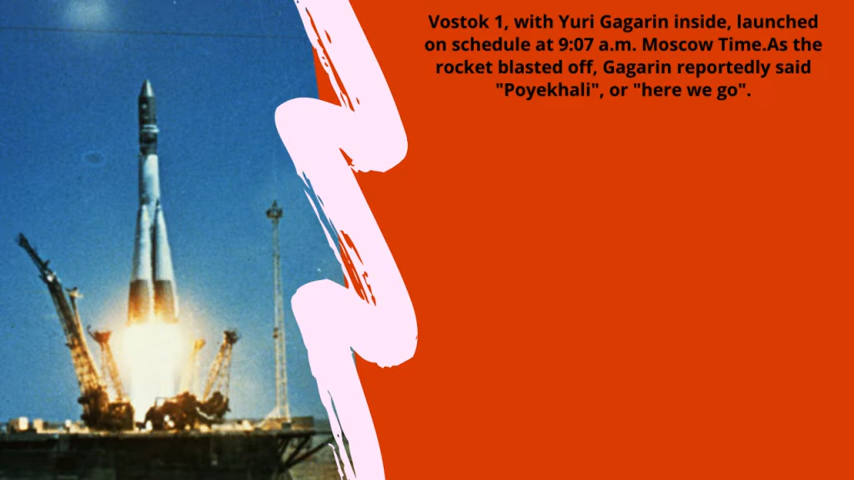 Vostok 1, with Yuri Gagarin inside, launched
on schedule at 9:07 a.m. Moscow Time.As the
rocket blasted off, Gagarin reportedly said
"Poyekhali", or "here we go".